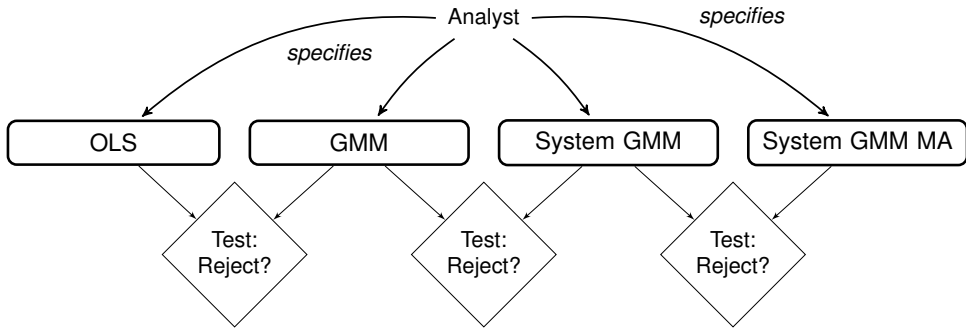 Analyst
specifies
specifies
OLS
GMM
System GMM
System GMM MA
Test:
Reject?
Test:
Reject?
Test:
Reject?